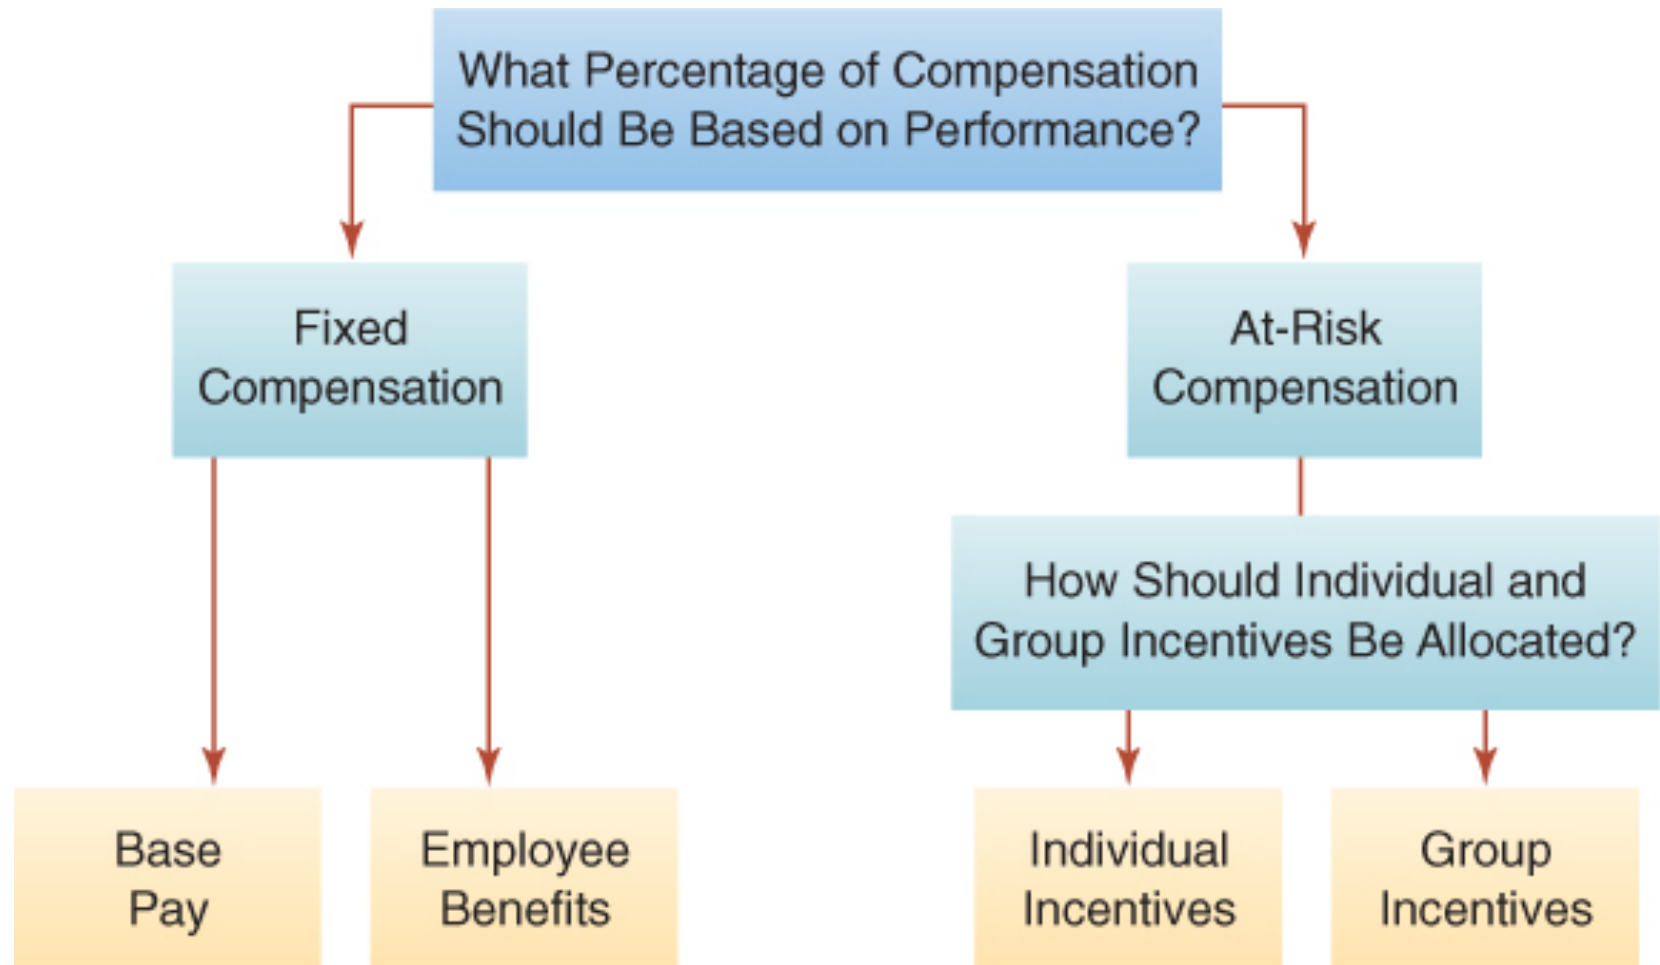 What Percentage of Compensation
Should Be Based on Performance?
Fixed
Compensation
At-Risk
Compensation
How Should Individual and
Group Incentives Be Allocated?
Base
Pay
Employee
Benefits
Individual
Incentives
Group
Incentives